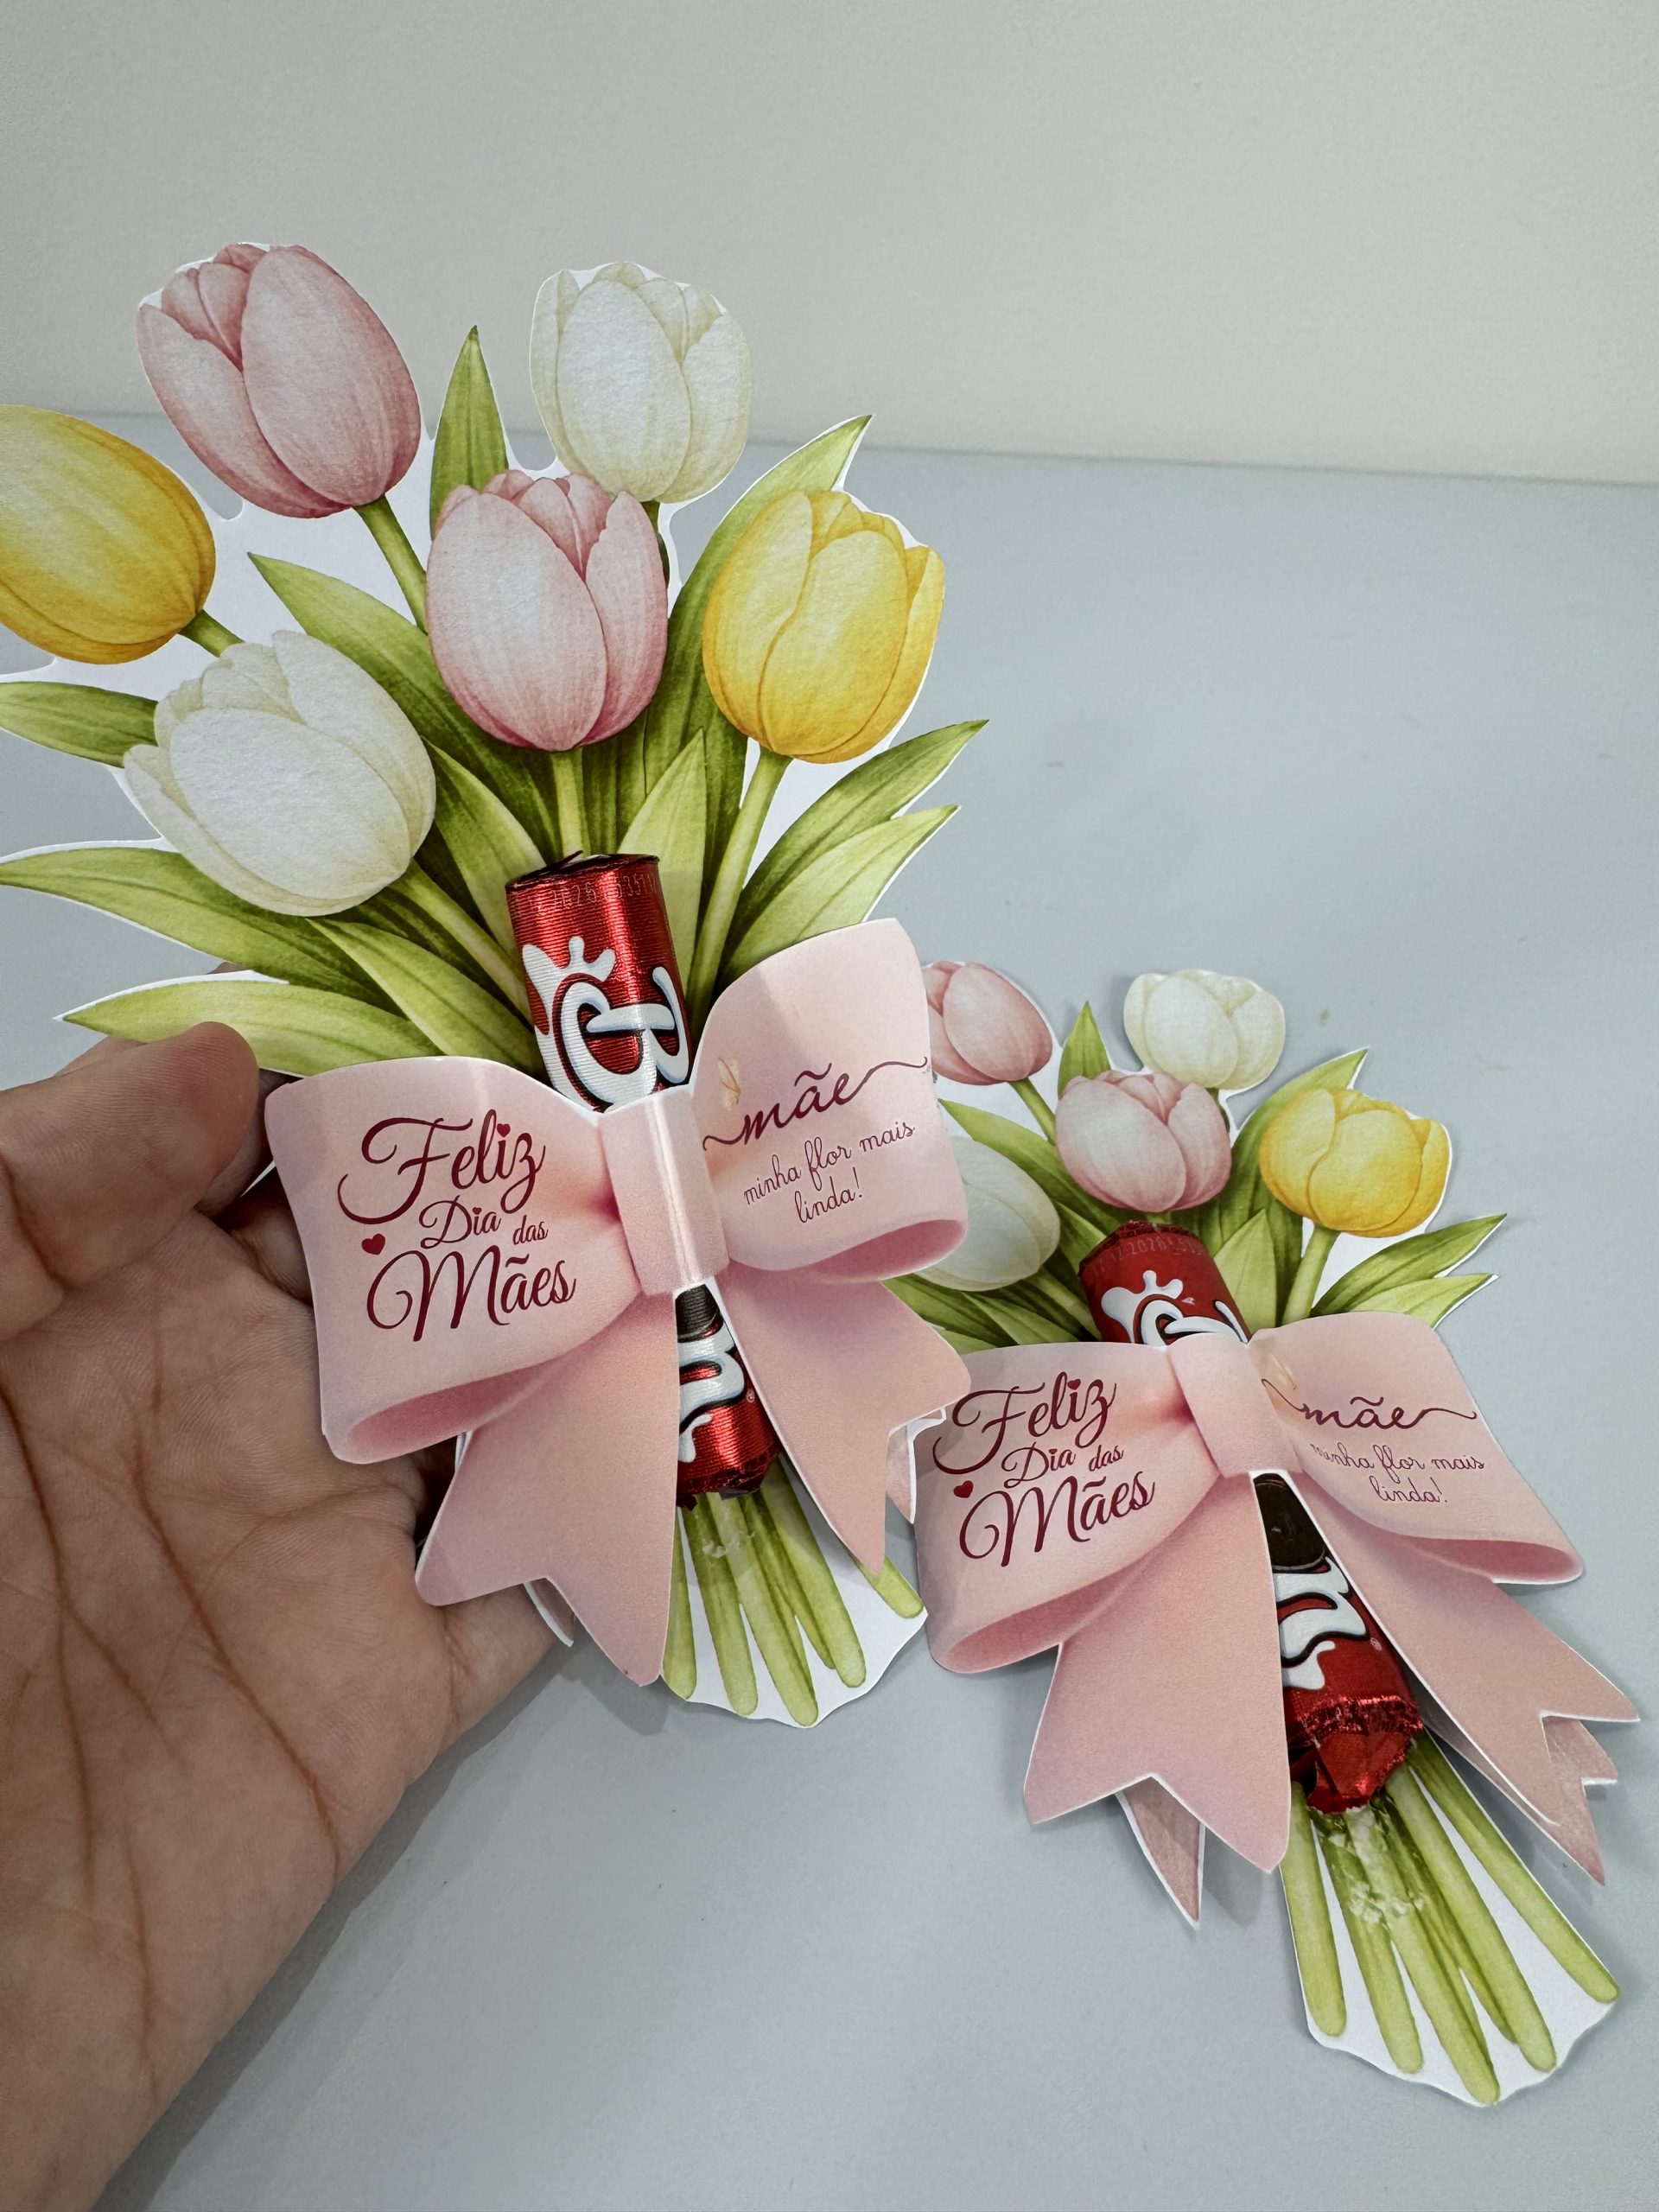 Feliz
Dia das
Mães
mãe
minha flor mais
linda!
Feliz
Dia das
Mães
mãe
minha flor mais
linda!